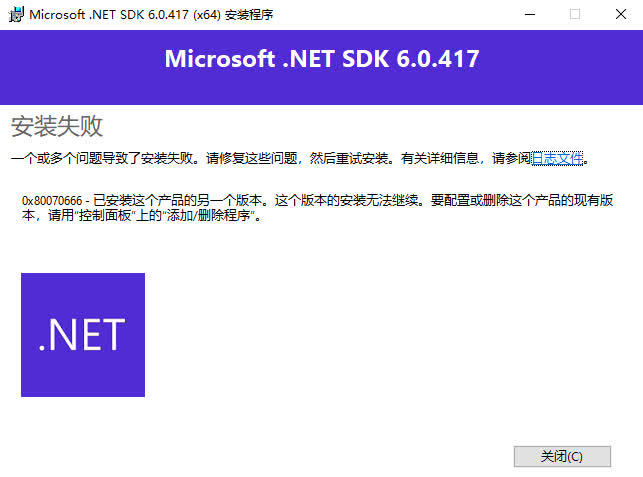 Microsoft .NET SDK 6.0.417 (x64) 安装程序
Microsoft .NET SDK 6.0.417
安装失败
一个或多个问题导致了安装失败。请修复这些问题，然后重试安装。有关详细信息，请参阅日志文件。
0x80070666 - 已安装这个产品的另一个版本。这个版本的安装无法继续。要配置或删除这个产品的现有版
本，请用“控制面板”上的“添加/删除程序”。
.NET
关闭(C)